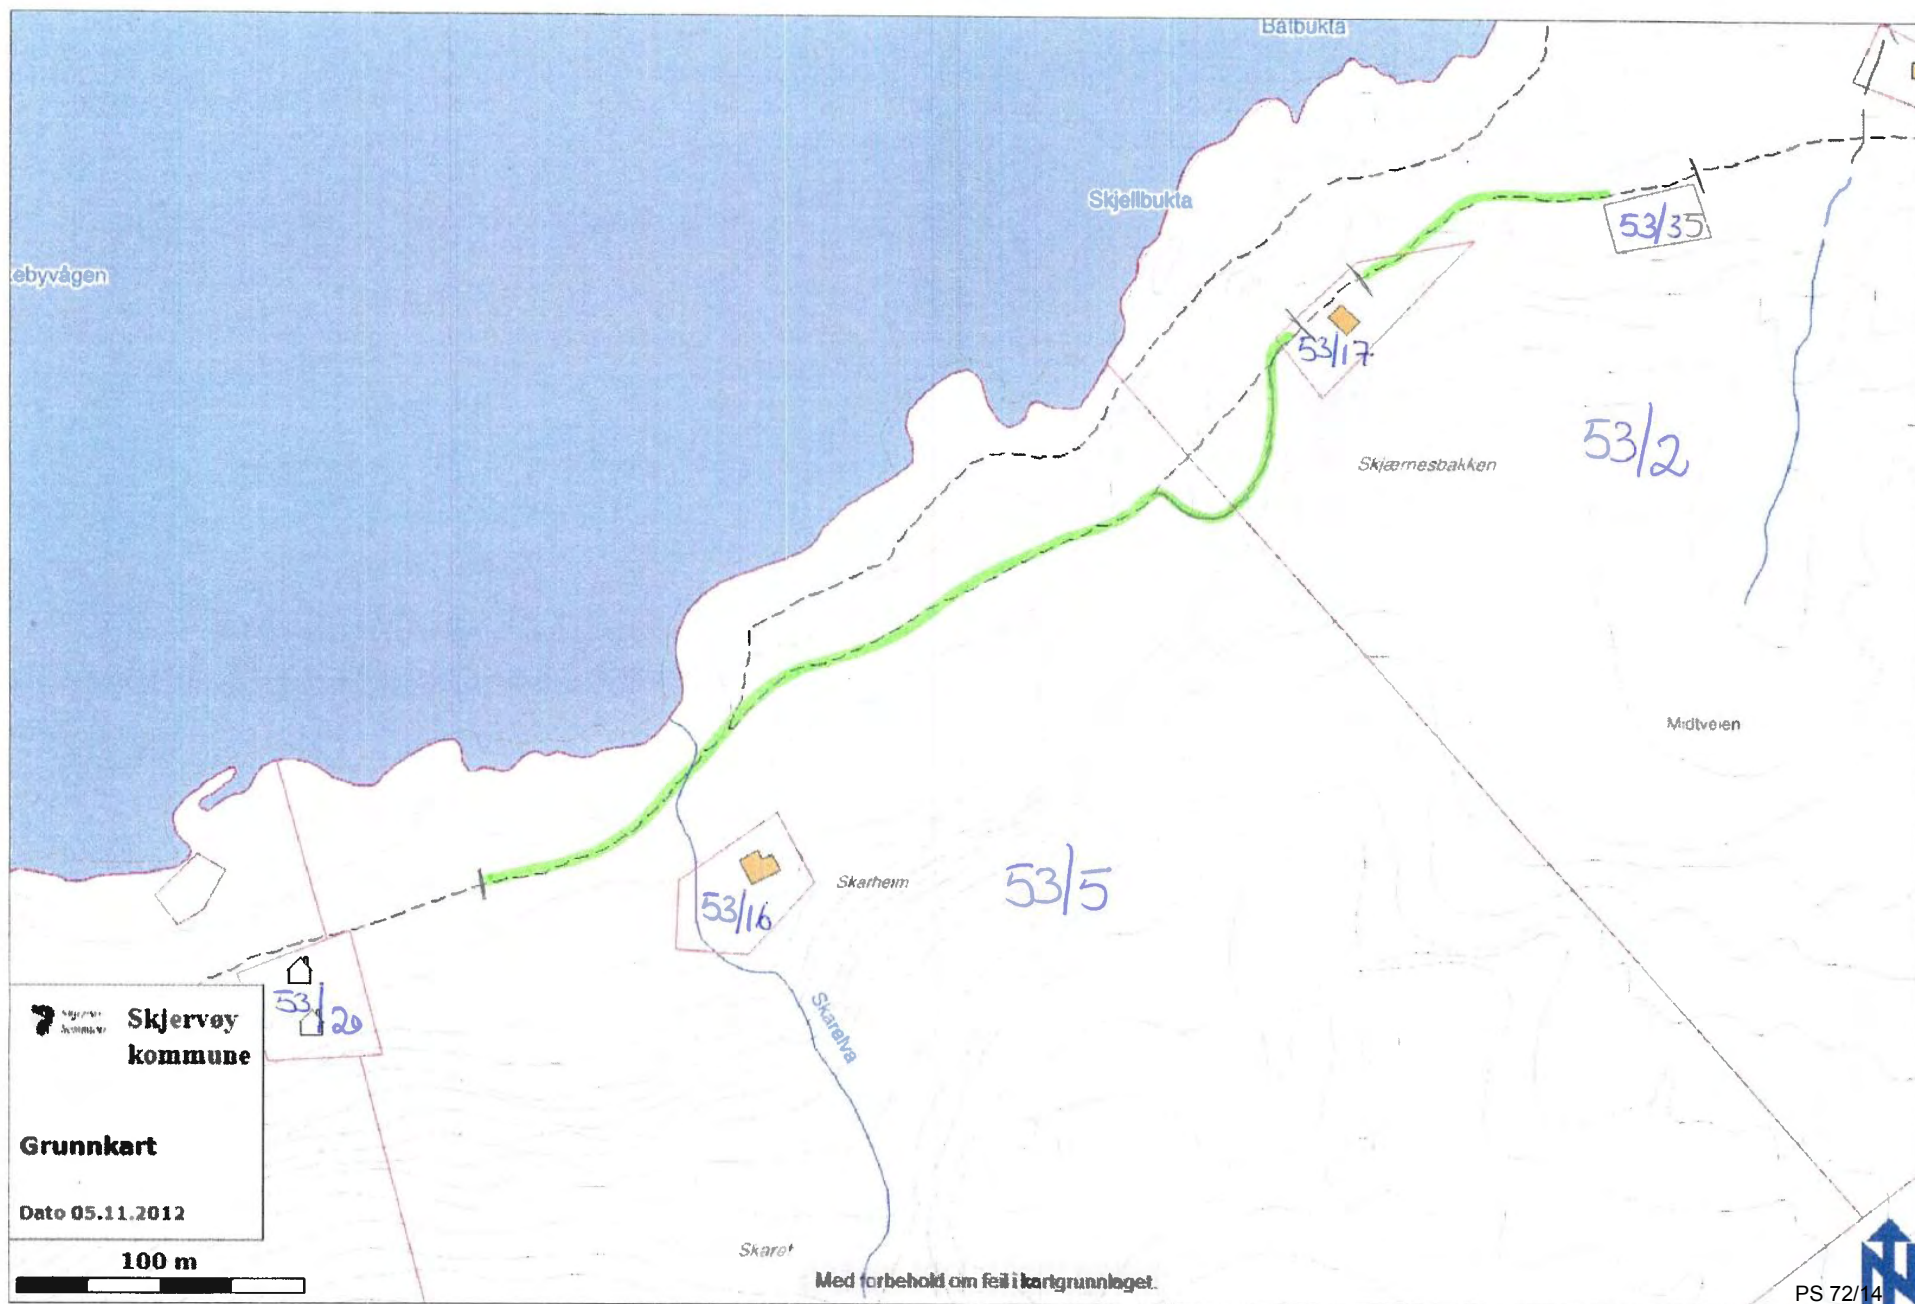 Båtbukta
Skjellbukta
53/35
ebyvågen
53/17
53/2
Skjærnesbakken
Midtveien
53/5
Skarheim
53/16
53/20
Skarelva
Skjervøy
kommune
Grunnkart
Dato 05.11.2012
100 m
Skaret
Med forbehold om feil i kartgrunnlaget.
N
PS 72/14